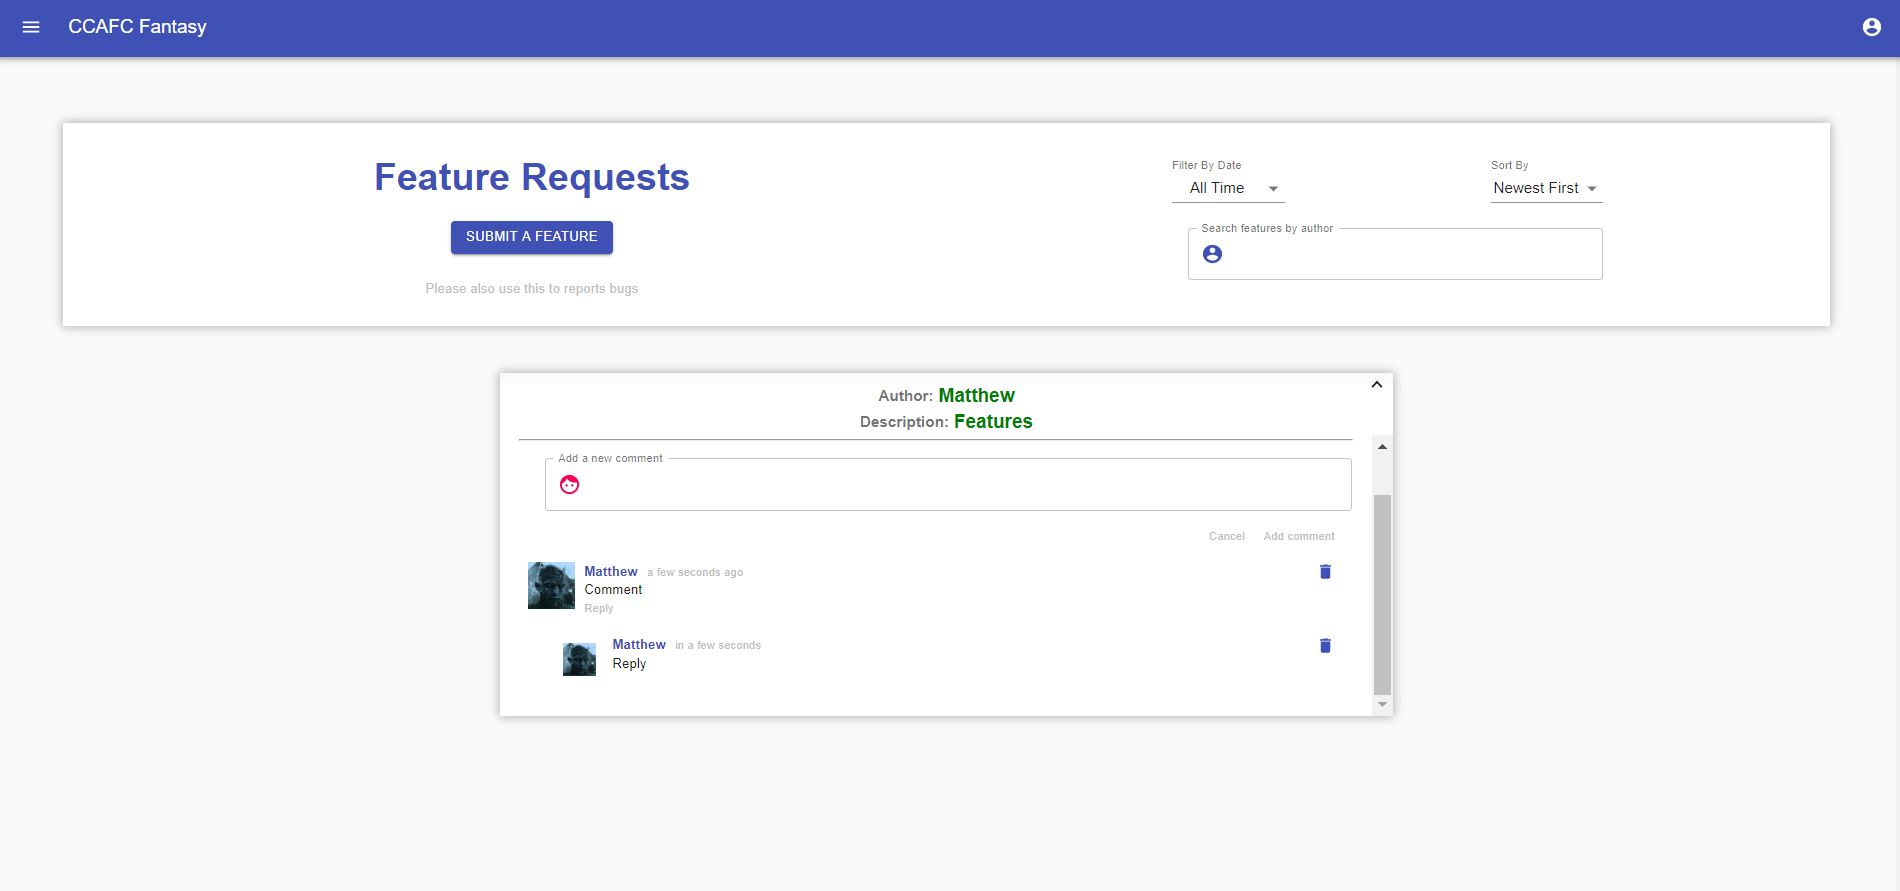 CCAFC Fantasy
Feature Requests
SUBMIT A FEATURE
Please also use this to reports bugs
Filter By Date
All Time
Sort By
Newest First
Search features by author
Author: Matthew
Description: Features
Add a new comment
Cancel Add comment
Matthew a few seconds ago
Comment
Reply
Matthew in a few seconds
Reply